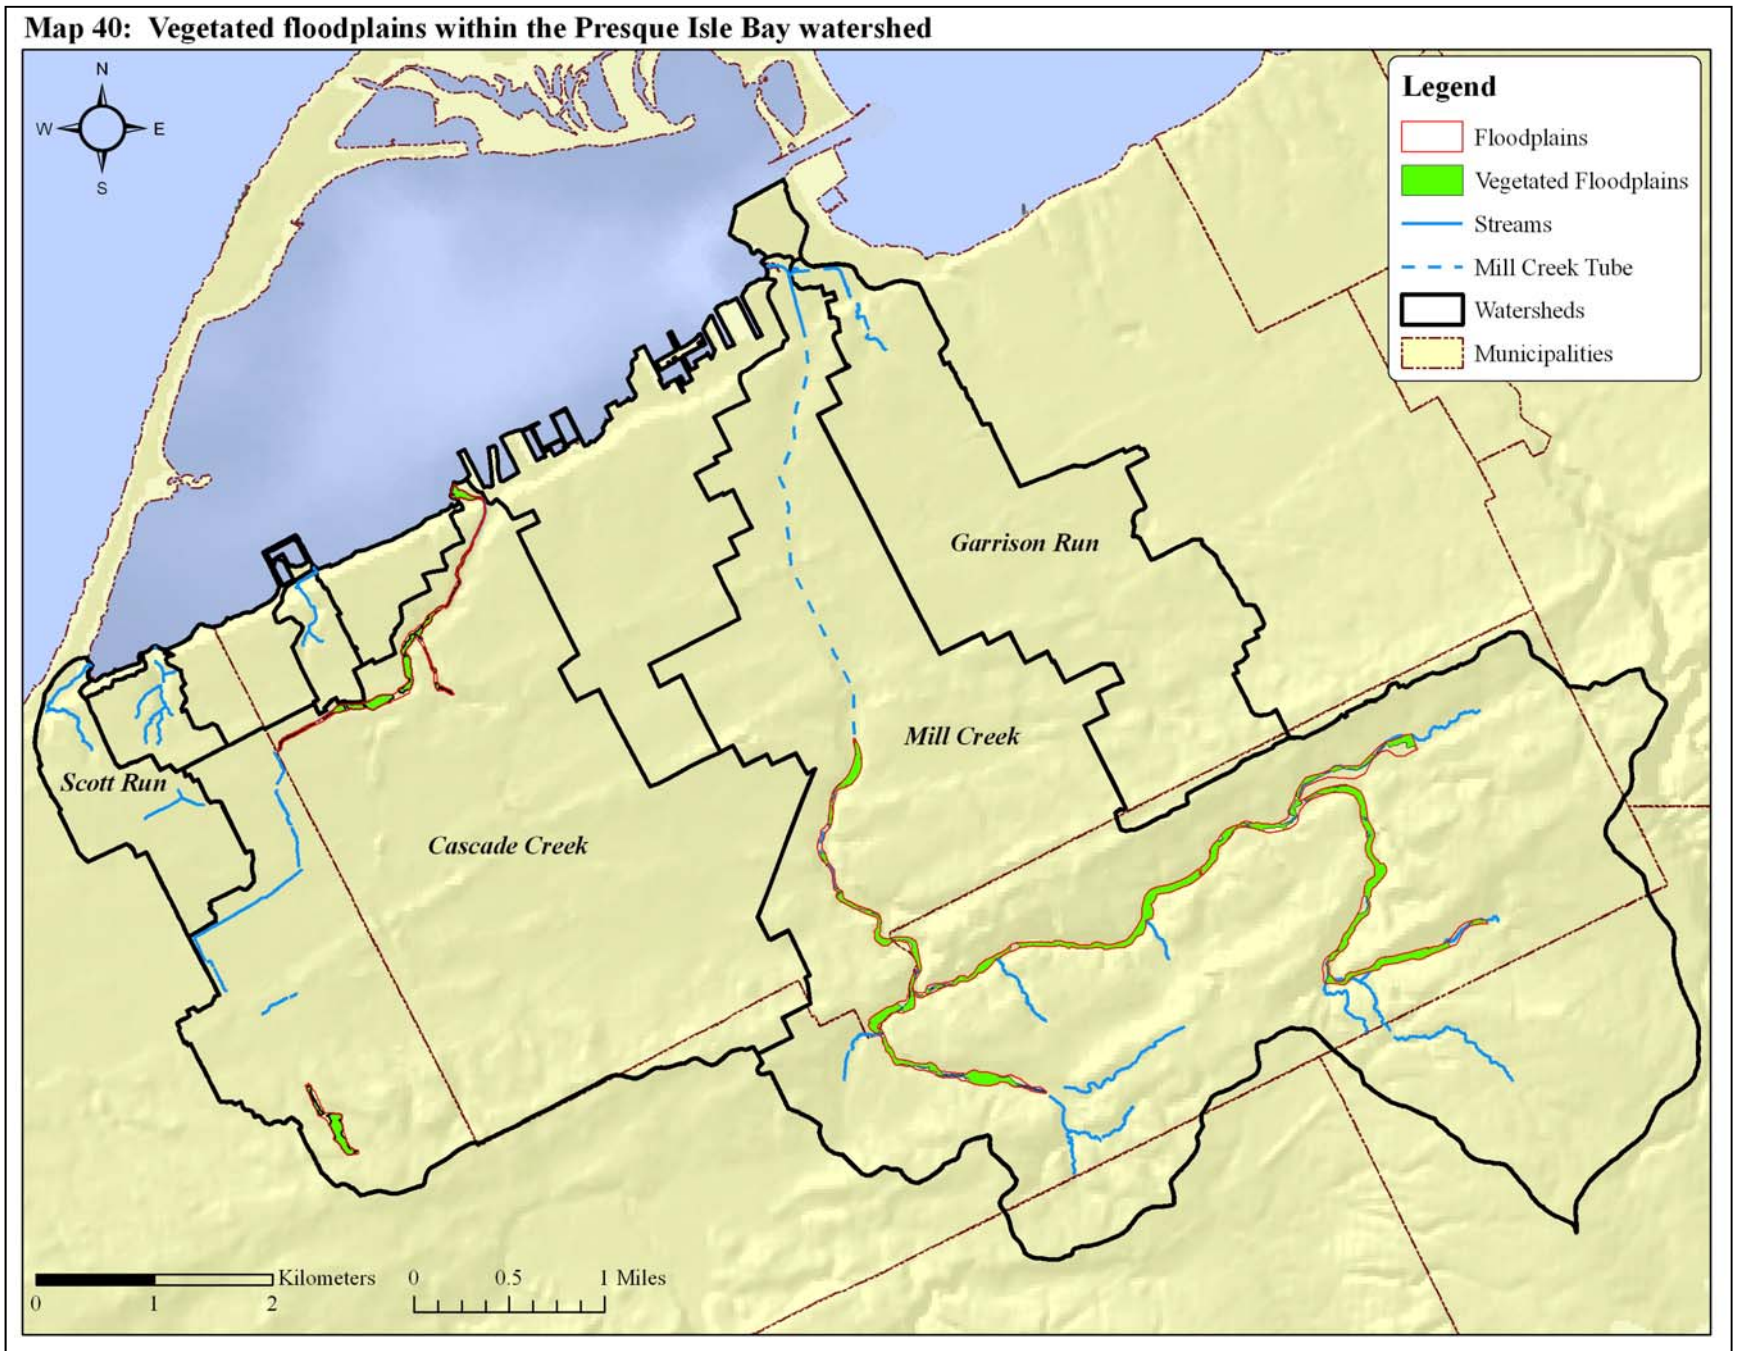 Map 40: Vegetated floodplains within the Presque Isle Bay watershed
N
W E
S
Legend
Floodplains
Vegetated Floodplains
Streams
Mill Creek Tube
Watersheds
Municipalities
Garrison Run
Mill Creek
Scott Run
Cascade Creek
Kilometers
0 1 2
0 0.5 1 Miles